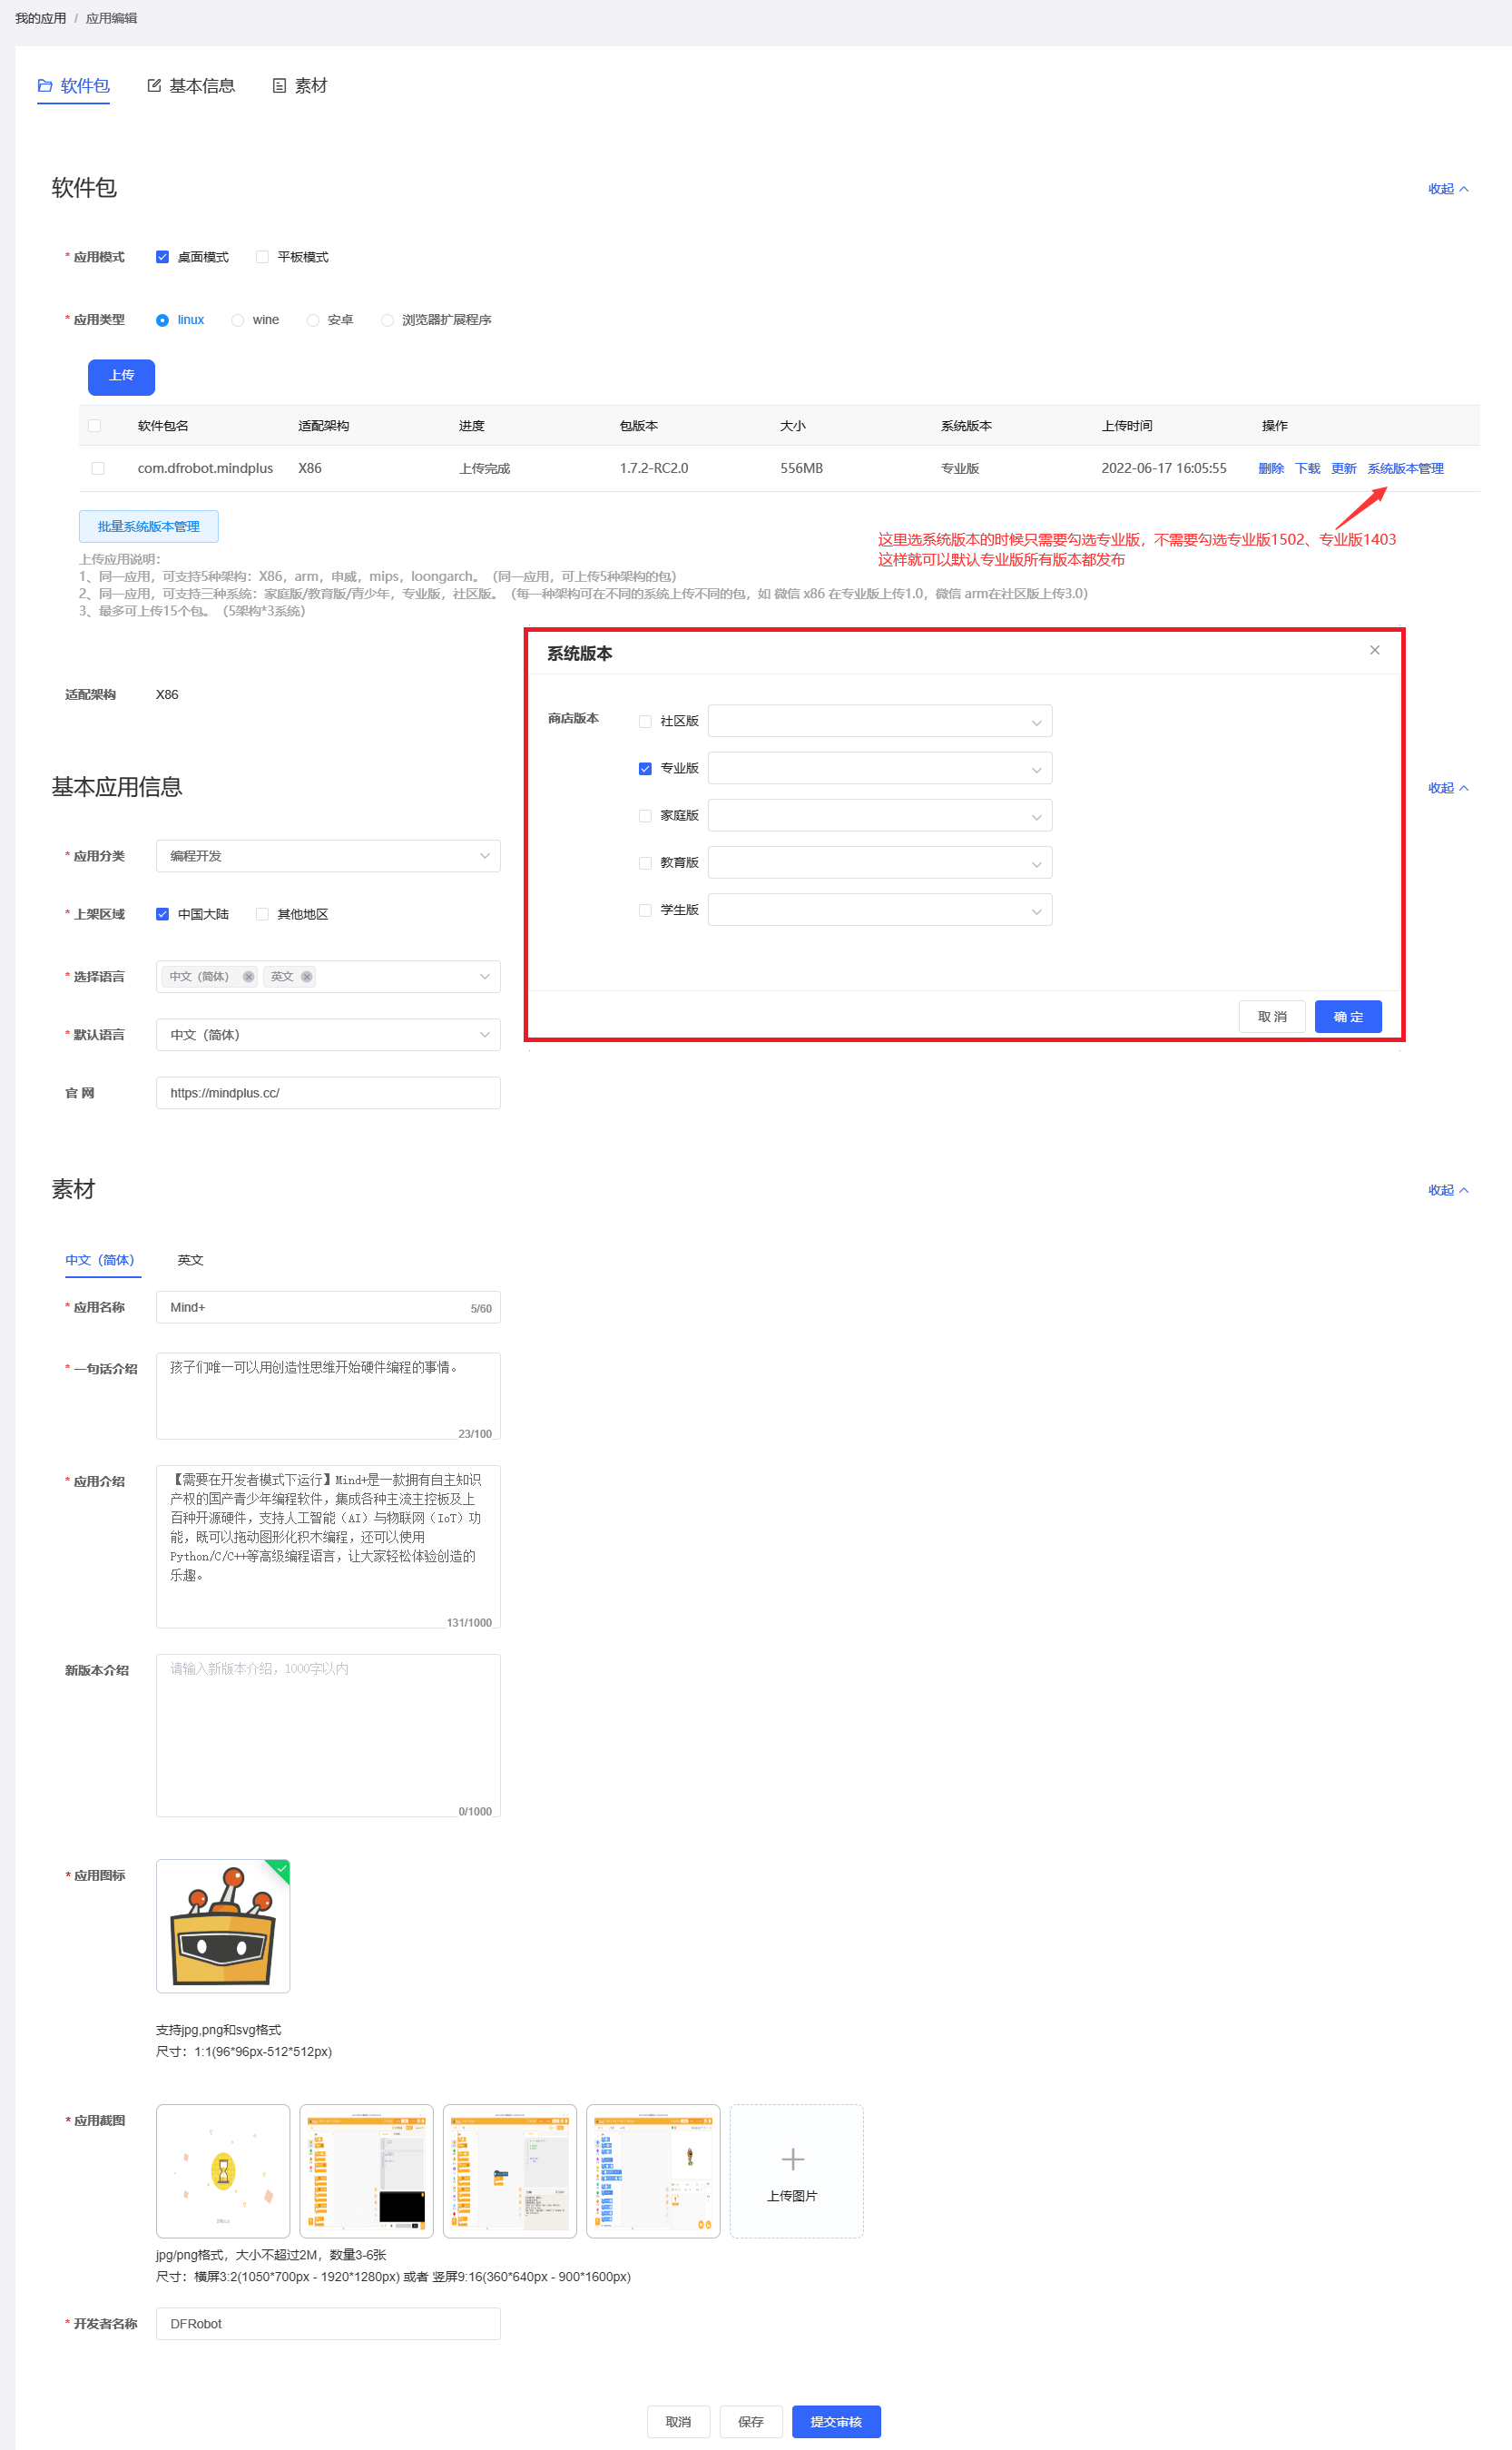 我的应用 / 应用编辑
软件包 基本信息 素材
软件包 收起
* 应用模式 桌面模式 平板模式
* 应用类型 linux wine 安卓 浏览器扩展程序
上传
软件包名 适配架构 进度 包版本 大小 系统版本 上传时间 操作
com.dfrobot.mindplus X86 上传完成 1.7.2-RC2.0 556MB 专业版 2022-06-17 16:05:55 删除 下载 更新 系统版本管理
批量系统版本管理
这里选系统版本的时候只需要勾选专业版，不需要勾选专业版1502、专业版1403
这样就可以默认专业版所有版本都发布
上传应用说明：
1、同一应用，可支持5种架构：X86，arm，申威，mips，loongarch。（同一应用，可上传5种架构的包）
2、同一应用，可支持三种系统：家庭版/教育版/青少年，专业版，社区版。（每一种架构可在不同的系统上传不同的包，如 微信 x86 在专业版上传1.0，微信 arm在社区版上传3.0）
3、最多可上传15个包。（5架构*3系统）
系统版本
商店版本 社区版
专业版
家庭版
教育版
学生版
取 消 确 定
适配架构 X86
基本应用信息 收起
* 应用分类 编程开发
* 上架区域 中国大陆 其他地区
* 选择语言 中文（简体） 英文
* 默认语言 中文（简体）
官 网 https://mindplus.cc/
素材 收起
中文（简体） 英文
* 应用名称 Mind+ 5/60
* 一句话介绍 孩子们唯一可以用创造性思维开始硬件编程的事情。
23/100
* 应用介绍 【需要在开发者模式下运行】Mind+是一款拥有自主知识
产权的国产青少年编程软件，集成各种主流主控板及上
百种开源硬件，支持人工智能（AI）与物联网（IoT）功
能，既可以拖动图形化积木编程，还可以使用
Python/C/C++等高级编程语言，让大家轻松体验创造的
乐趣。
131/1000
新版本介绍 请输入新版本介绍，1000字以内
0/1000
* 应用图标
支持jpg,png和svg格式
尺寸：1:1(96*96px-512*512px)
* 应用截图
上传图片
jpg/png格式，大小不超过2M，数量3-6张
尺寸：横屏3:2(1050*700px - 1920*1280px) 或者 竖屏9:16(360*640px - 900*1600px)
* 开发者名称 DFRobot
取消 保存 提交审核